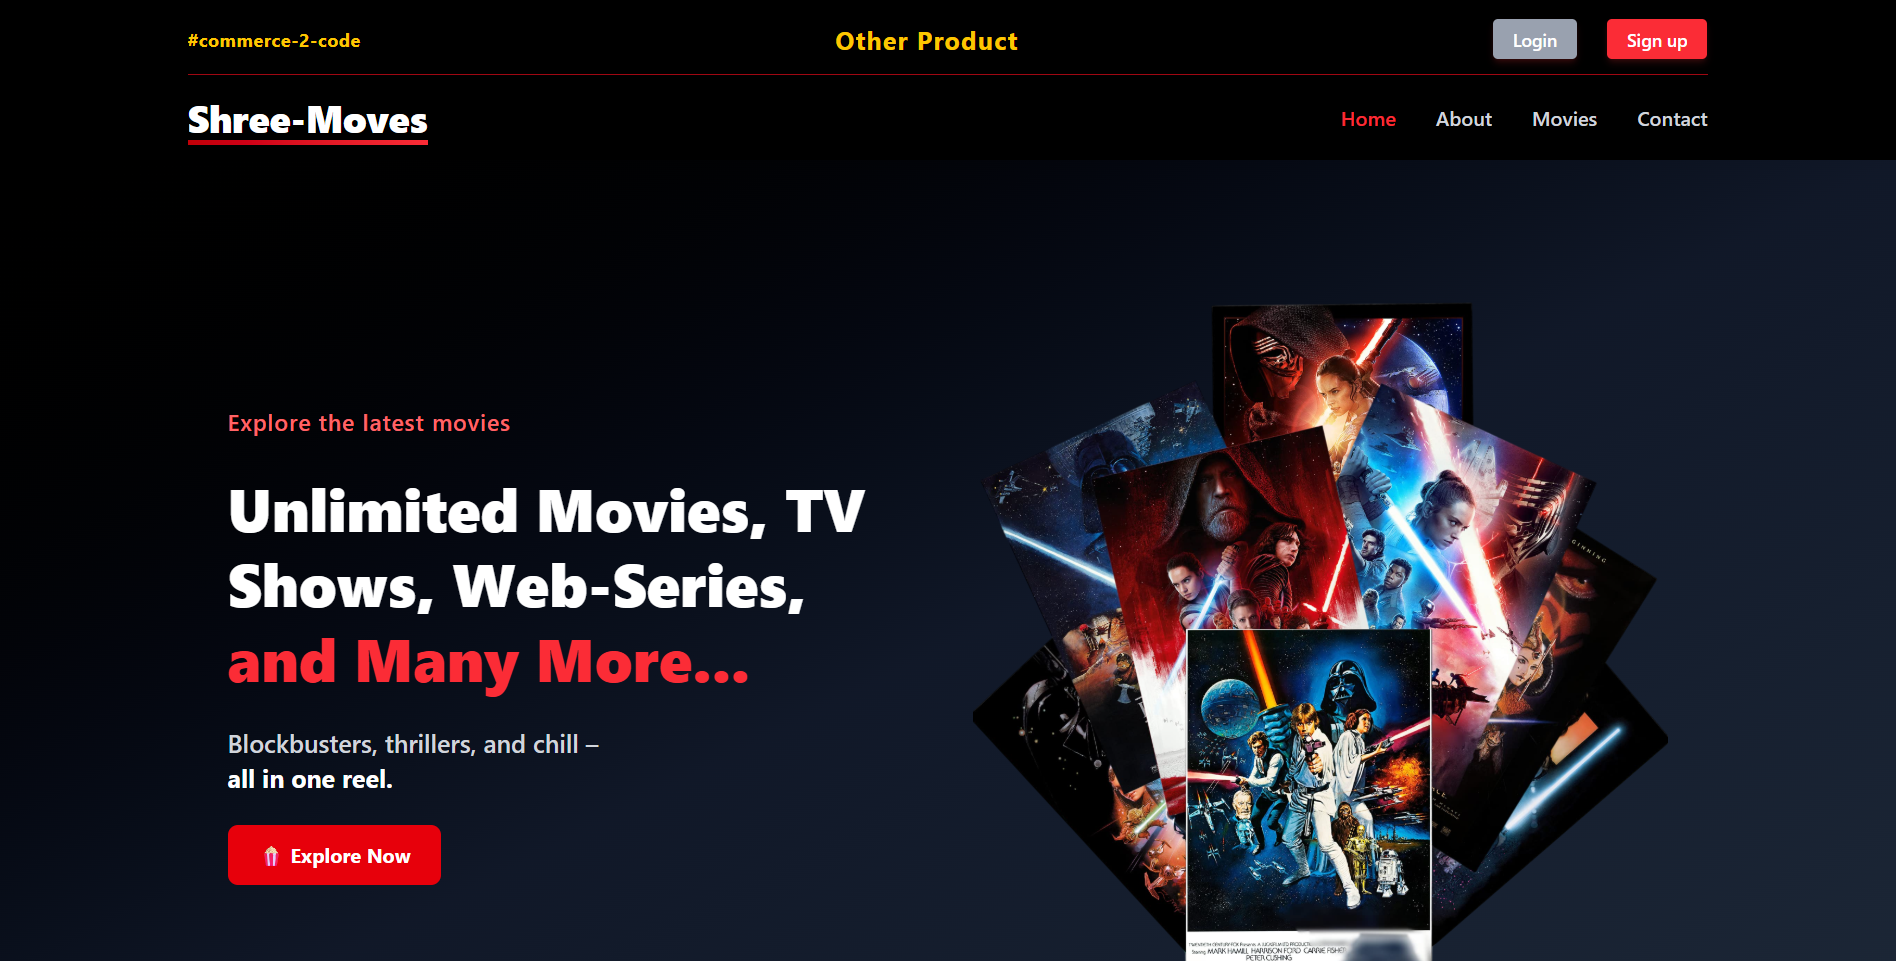 #commerce-2-code
Other Product
Login
Sign up
Shree-Moves
Home
About
Movies
Contact
Explore the latest movies
Unlimited Movies, TV
Shows, Web-Series,
and Many More...
Blockbusters, thrillers, and chill –
all in one reel.
🍿 Explore Now
GINNING
MARK HAMILL HARRISON FORD CARRIE FISHER
PETER CUSHING